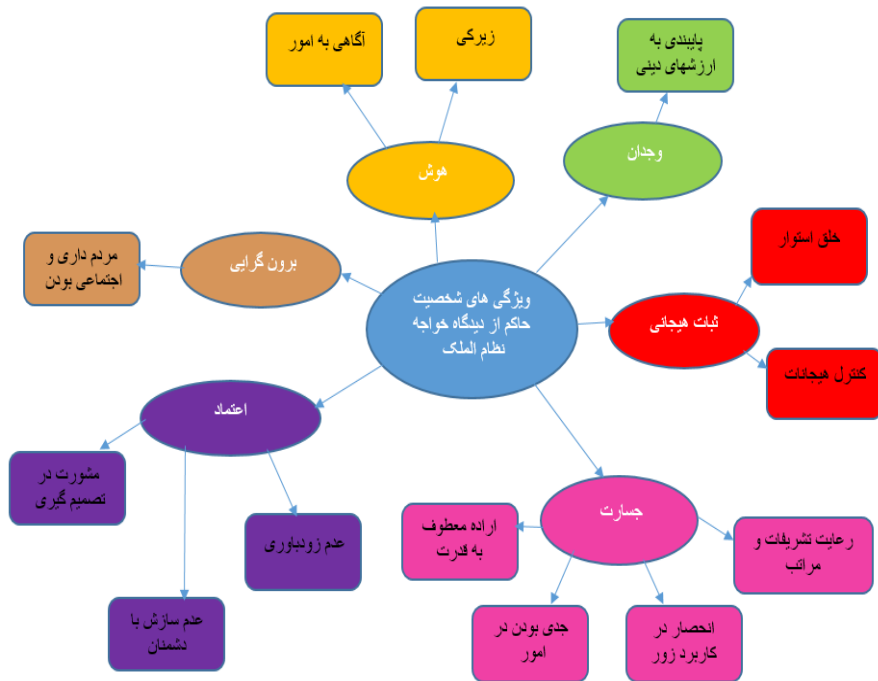 زیرکی
آگاهی به امور
هوش
پایبندی به
ارزشهای دینی
وجدان
خلق استوار
ثبات هیجانی
کنترل هیجانات
مردم داری و
اجتماعی بودن
برون گرایی
ویژگی های شخصیت
حاکم از دیدگاه خواجه
نظام الملک
اعتماد
مشورت در
تصمیم گیری
عدم زودباوری
عدم سازش با
دشمنان
جسارت
اراده معطوف
به قدرت
رعایت تشریفات و
مراتب
جدی بودن در
امور
انحصار در
کاربرد زور